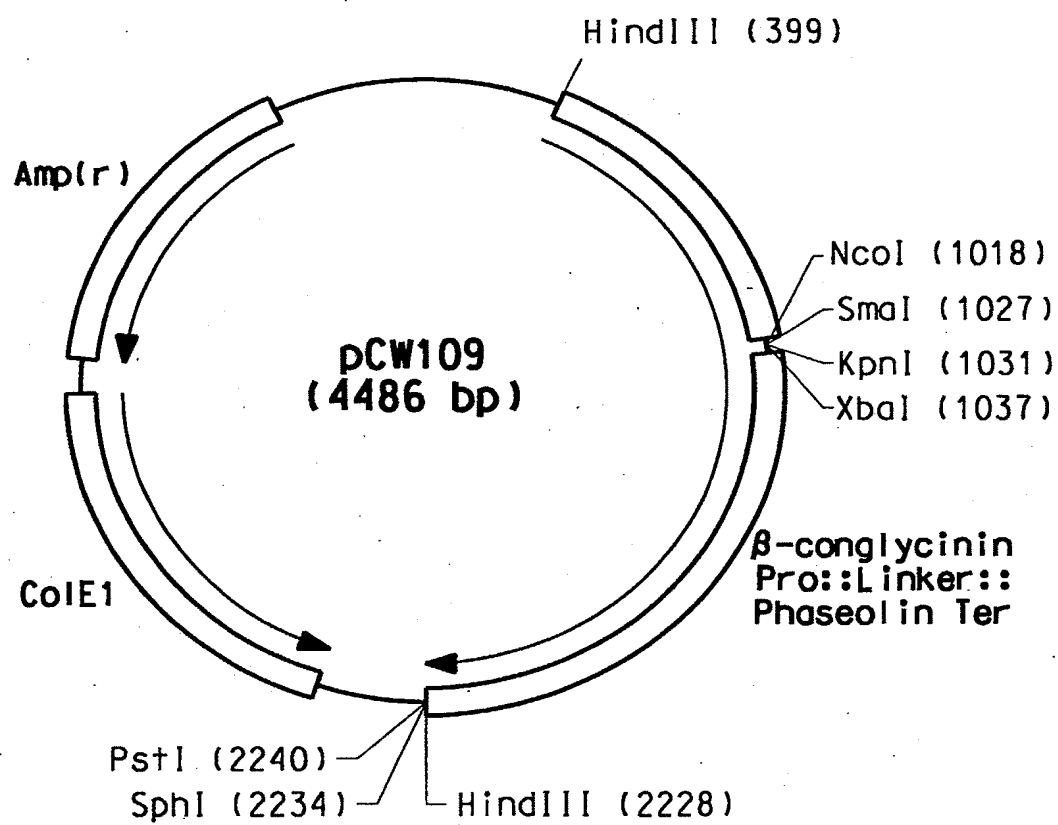 HindIII (399)
Amp(r)
NcoI (1018)
SmaI (1027)
KpnI (1031)
XbaI (1037)
pCW109
(4486 bp)
β-conglycinin
Pro::Linker::
Phaseolin Ter
ColE1
PstI (2240)
SphI (2234)
HindIII (2228)